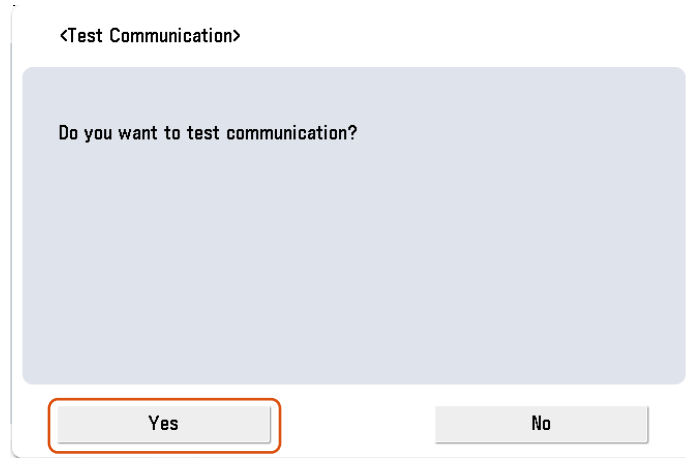 <Test Communication>
Do you want to test communication?
Yes
No